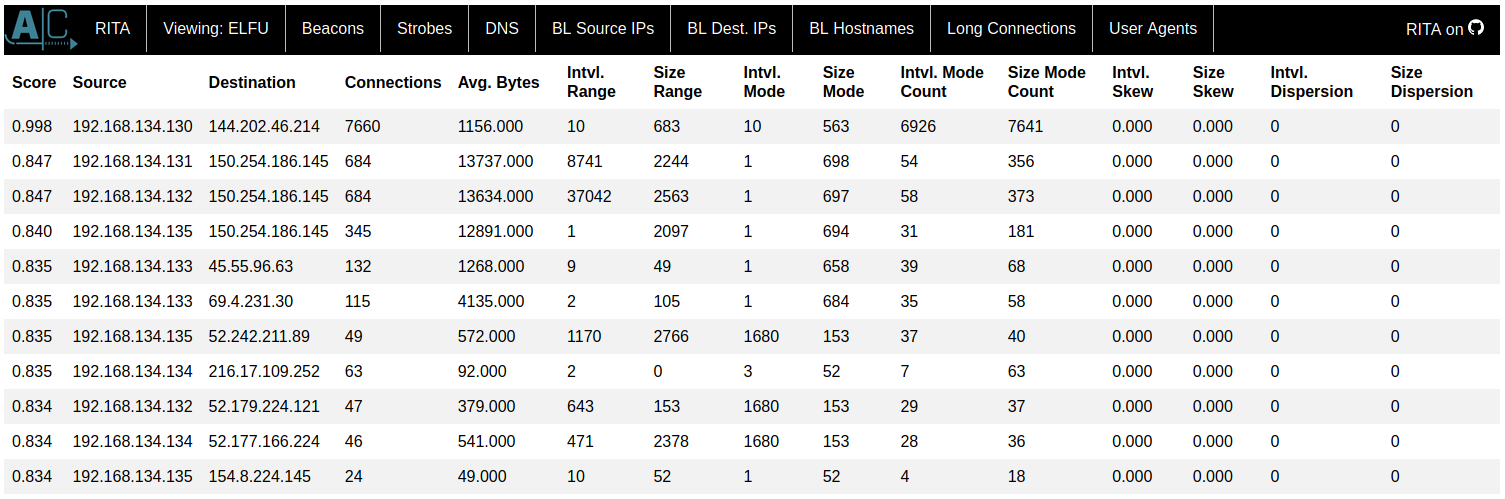 AC RITA Viewing: ELFU Beacons Strobes DNS BL Source IPs BL Dest. IPs BL Hostnames Long Connections User Agents RITA on
Score Source Destination Connections Avg. Bytes Intvl. Range Size Range Intvl. Mode Size Mode Intvl. Mode Count Size Mode Count Intvl. Skew Size Skew Intvl. Dispersion Size Dispersion
0.998 192.168.134.130 144.202.46.214 7660 1156.000 10 683 10 563 6926 7641 0.000 0.000 0 0
0.847 192.168.134.131 150.254.186.145 684 13737.000 8741 2244 1 698 54 356 0.000 0.000 0 0
0.847 192.168.134.132 150.254.186.145 684 13634.000 37042 2563 1 697 58 373 0.000 0.000 0 0
0.840 192.168.134.135 150.254.186.145 345 12891.000 1 2097 1 694 31 181 0.000 0.000 0 0
0.835 192.168.134.133 45.55.96.63 132 1268.000 9 49 1 658 39 68 0.000 0.000 0 0
0.835 192.168.134.133 69.4.231.30 115 4135.000 2 105 1 684 35 58 0.000 0.000 0 0
0.835 192.168.134.135 52.242.211.89 49 572.000 1170 2766 1680 153 37 40 0.000 0.000 0 0
0.835 192.168.134.134 216.17.109.252 63 92.000 2 0 3 52 7 63 0.000 0.000 0 0
0.834 192.168.134.132 52.179.224.121 47 379.000 643 153 1680 153 29 37 0.000 0.000 0 0
0.834 192.168.134.134 52.177.166.224 46 541.000 471 2378 1680 153 28 36 0.000 0.000 0 0
0.834 192.168.134.135 154.8.224.145 24 49.000 10 52 1 52 4 18 0.000 0.000 0 0